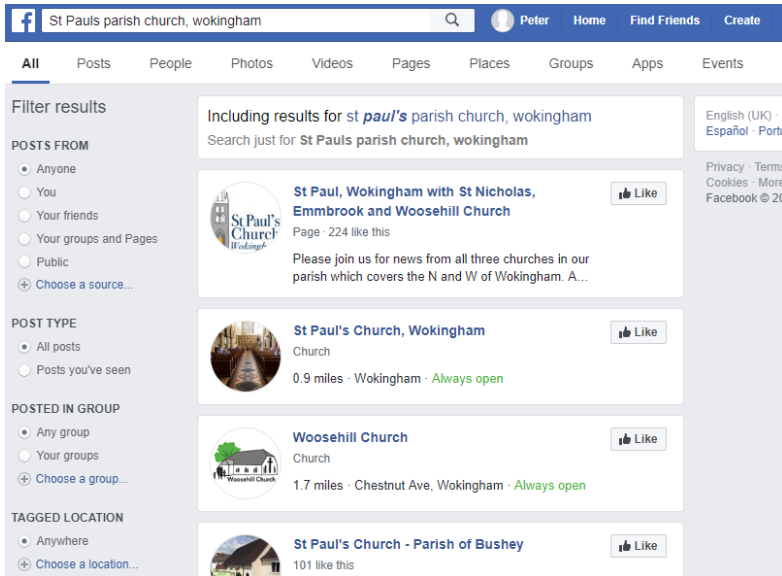 St Pauls parish church, wokingham
Peter
Home
Find Friends
Create
All
Posts
People
Photos
Videos
Pages
Places
Groups
Apps
Events
Filter results
POSTS FROM
Anyone
You
Your friends
Your groups and Pages
Public
Choose a source...
POST TYPE
All posts
Posts you've seen
POSTED IN GROUP
Any group
Your groups
Choose a group...
TAGGED LOCATION
Anywhere
Choose a location...
Including results for st paul's parish church, wokingham
Search just for St Pauls parish church, wokingham
St Paul's
Church
St Paul, Wokingham with St Nicholas,
Emmbrook and Woosehill Church
Page · 224 like this
Please join us for news from all three churches in our
parish which covers the N and W of Wokingham. A...
Like
St Paul's Church, Wokingham
Church
0.9 miles · Wokingham · Always open
Like
Woosehill Church
Woosehill Church
Church
1.7 miles · Chestnut Ave, Wokingham · Always open
Like
St Paul's Church - Parish of Bushey
101 like this
Like
English (UK) ·
Español ·
Privacy ·
Cookies ·
Facebook ©